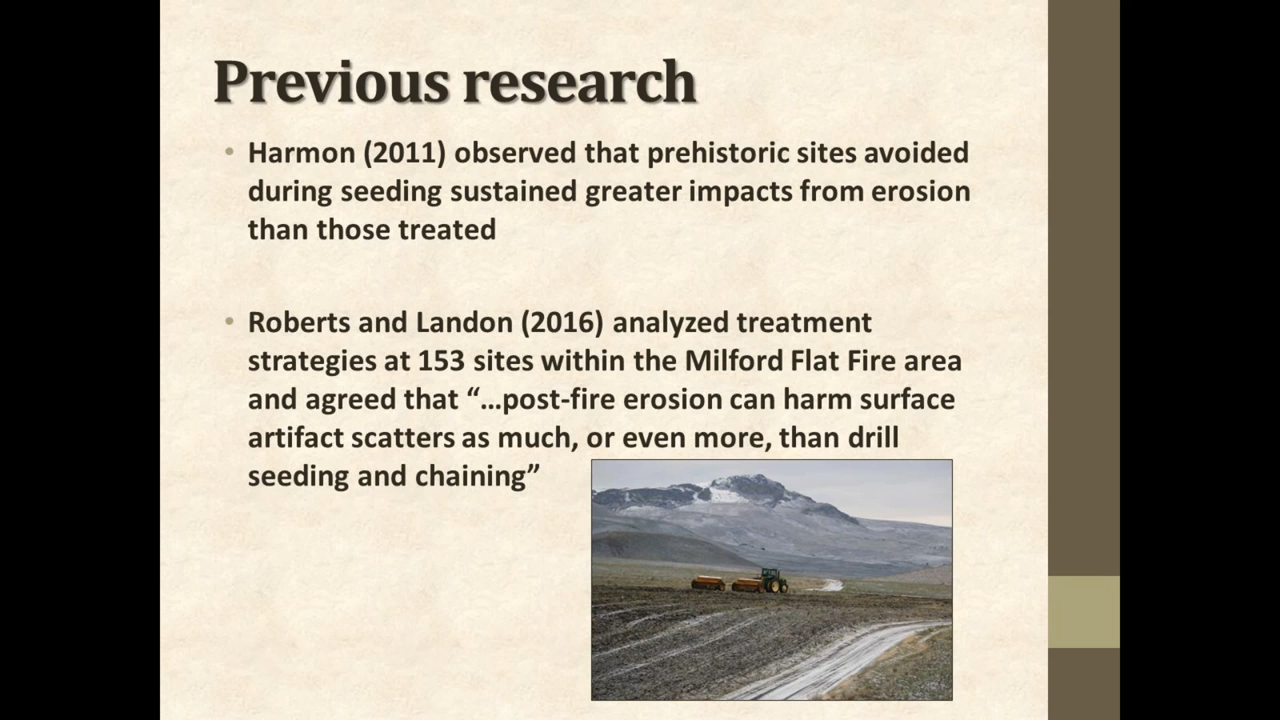 Previous research
• Harmon (2011) observed that prehistoric sites avoided
during seeding sustained greater impacts from erosion
than those treated
• Roberts and Landon (2016) analyzed treatment
strategies at 153 sites within the Milford Flat Fire area
and agreed that “…post-fire erosion can harm surface
artifact scatters as much, or even more, than drill
seeding and chaining”